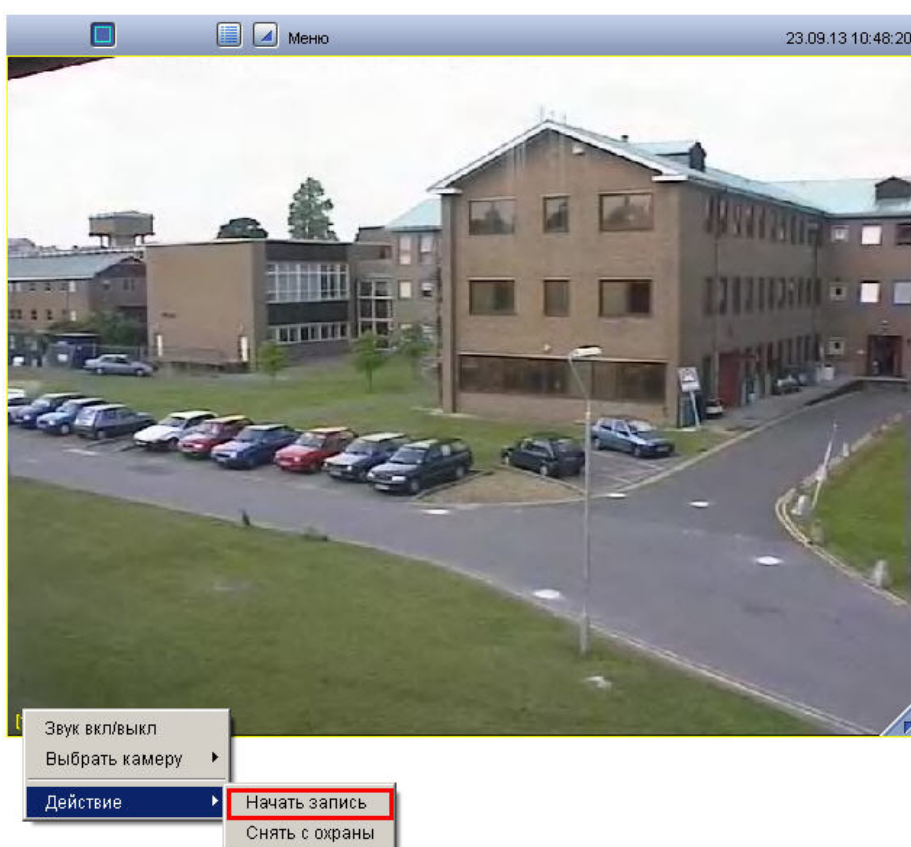 Меню 23.09.13 10:48:20
Звук вкл/выкл
Выбрать камеру
Действие
Начать запись
Снять с охраны